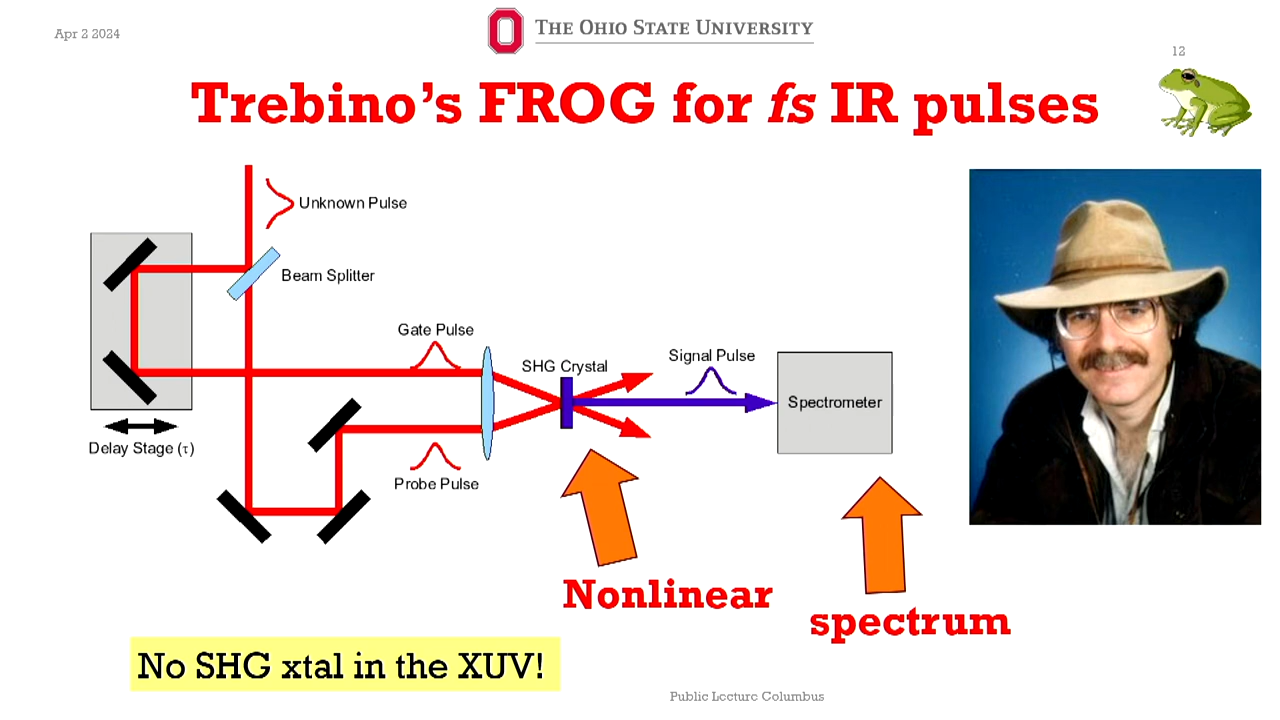 Apr 2 2024
THE OHIO STATE UNIVERSITY
12
Trebino's FROG for fs IR pulses
Unknown Pulse
Beam Splitter
Gate Pulse
SHG Crystal
Signal Pulse
Spectrometer
Delay Stage (τ)
Probe Pulse
Nonlinear
spectrum
No SHG xtal in the XUV!
Public Lecture Columbus